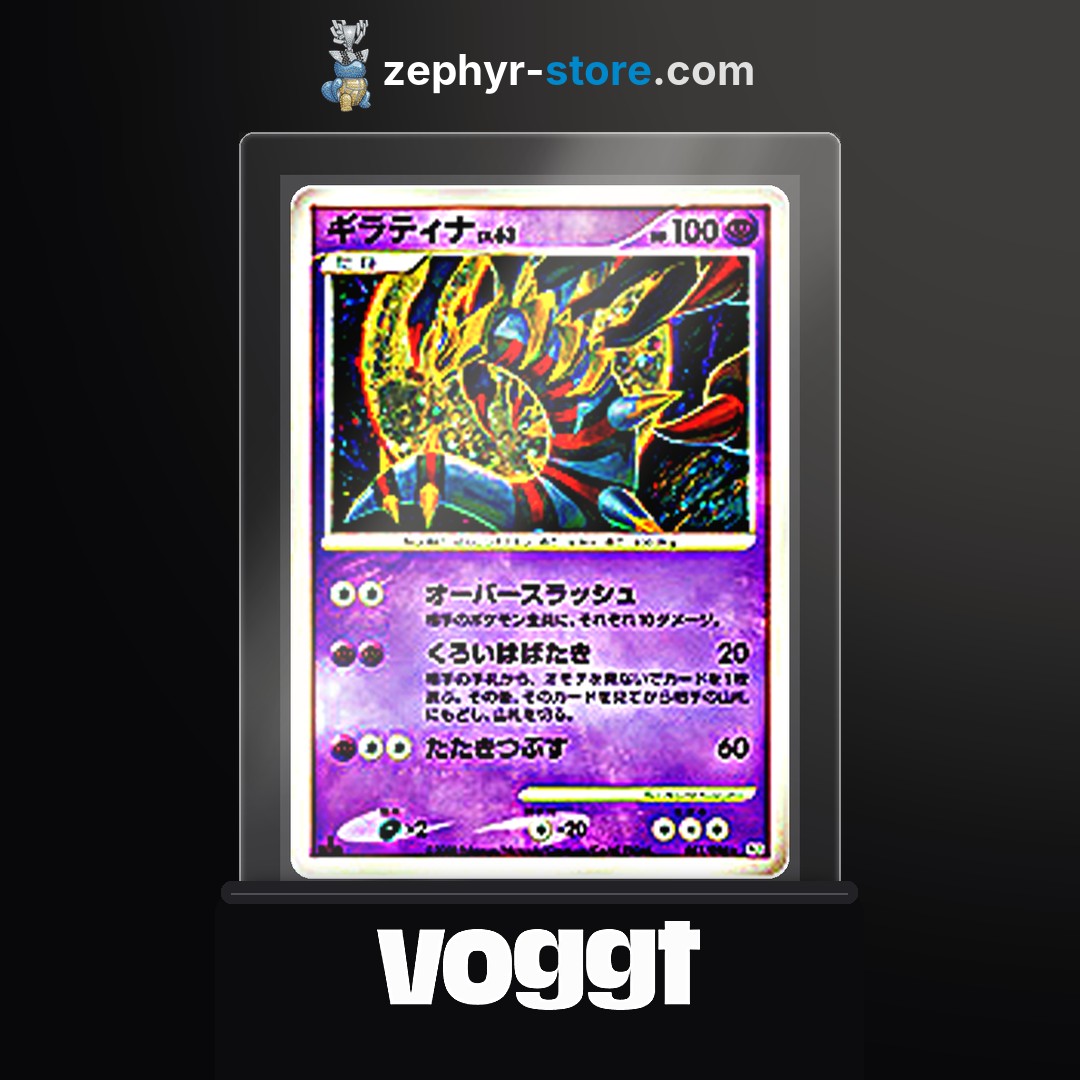 zephyr-store.com
ギラティナ LV.63
HP 100
たね
オーバースラッシュ
相手のポケモン全員に、それぞれ10ダメージ。
くろいはばたき 20
相手の手札から、オモテを見ないでカードを1枚
選ぶ。その後、そのカードを見てから相手の山札
にもどし、山札を切る。
たたきつぶす 60
×2
-20
voggt